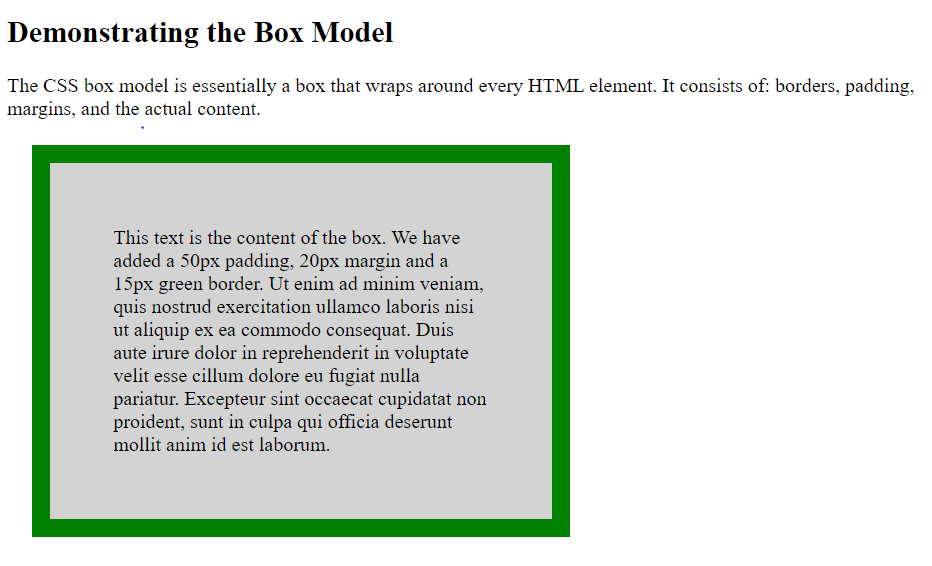 Demonstrating the Box Model
The CSS box model is essentially a box that wraps around every HTML element. It consists of: borders, padding,
margins, and the actual content.
This text is the content of the box. We have
added a 50px padding, 20px margin and a
15px green border. Ut enim ad minim veniam,
quis nostrud exercitation ullamco laboris nisi
ut aliquip ex ea commodo consequat. Duis
aute irure dolor in reprehenderit in voluptate
velit esse cillum dolore eu fugiat nulla
pariatur. Excepteur sint occaecat cupidatat non
proident, sunt in culpa qui officia deserunt
mollit anim id est laborum.